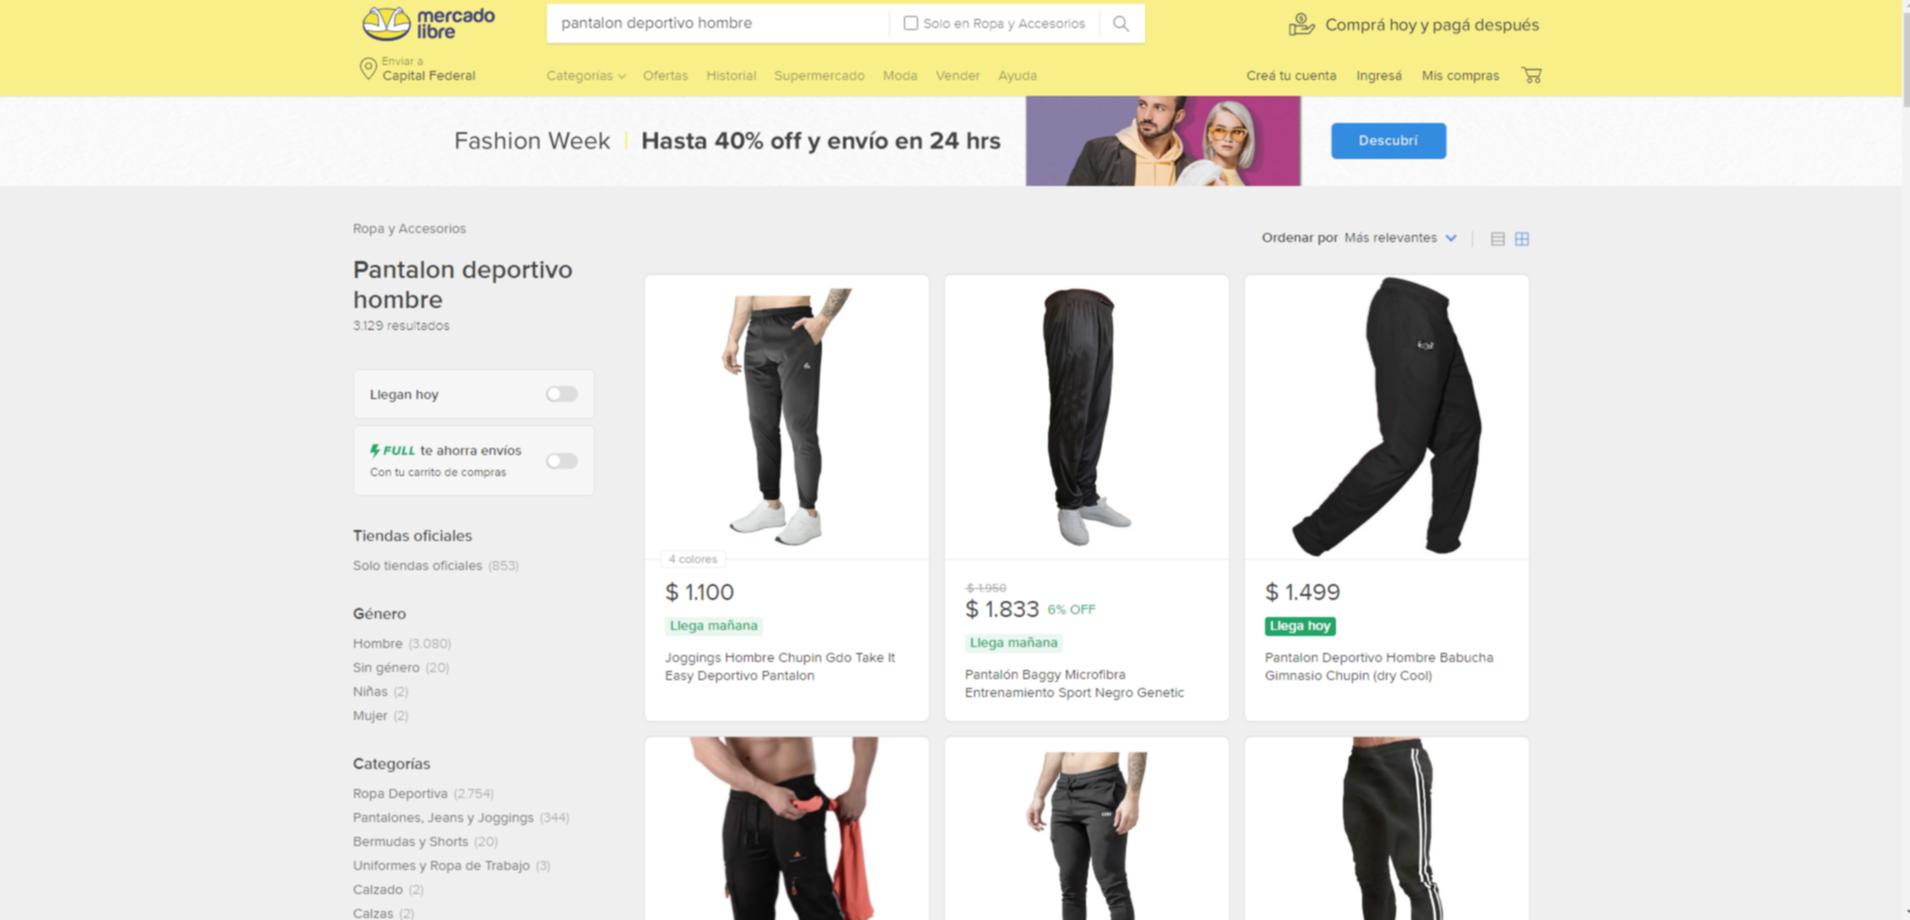 mercado
libre
pantalon deportivo hombre
Solo en Ropa y Accesorios
Comprá hoy y pagá después
Enviar a
Capital Federal
Categorías
Ofertas
Historial
Supermercado
Moda
Vender
Ayuda
Creá tu cuenta
Ingresá
Mis compras
Fashion Week | Hasta 40% off y envío en 24 hrs
Descubrí
Ropa y Accesorios
Ordenar por Más relevantes
Pantalon deportivo
hombre
3.129 resultados
Llegan hoy
FULL te ahorra envíos
Con tu carrito de compras
Tiendas oficiales
Solo tiendas oficiales (853)
Género
Hombre (3.080)
Sin género (20)
Niñas (2)
Mujer (2)
Categorías
Ropa Deportiva (2.754)
Pantalones, Jeans y Joggings (344)
Bermudas y Shorts (20)
Uniformes y Ropa de Trabajo (3)
Calzado (2)
Calzas (2)
4 colores
$ 1.100
Llega mañana
Joggings Hombre Chupin Gdo Take It
Easy Deportivo Pantalon
$ 1.950
$ 1.833 6% OFF
Llega mañana
Pantalón Baggy Microfibra
Entrenamiento Sport Negro Genetic
$ 1.499
Llega hoy
Pantalon Deportivo Hombre Babucha
Gimnasio Chupin (dry Cool)